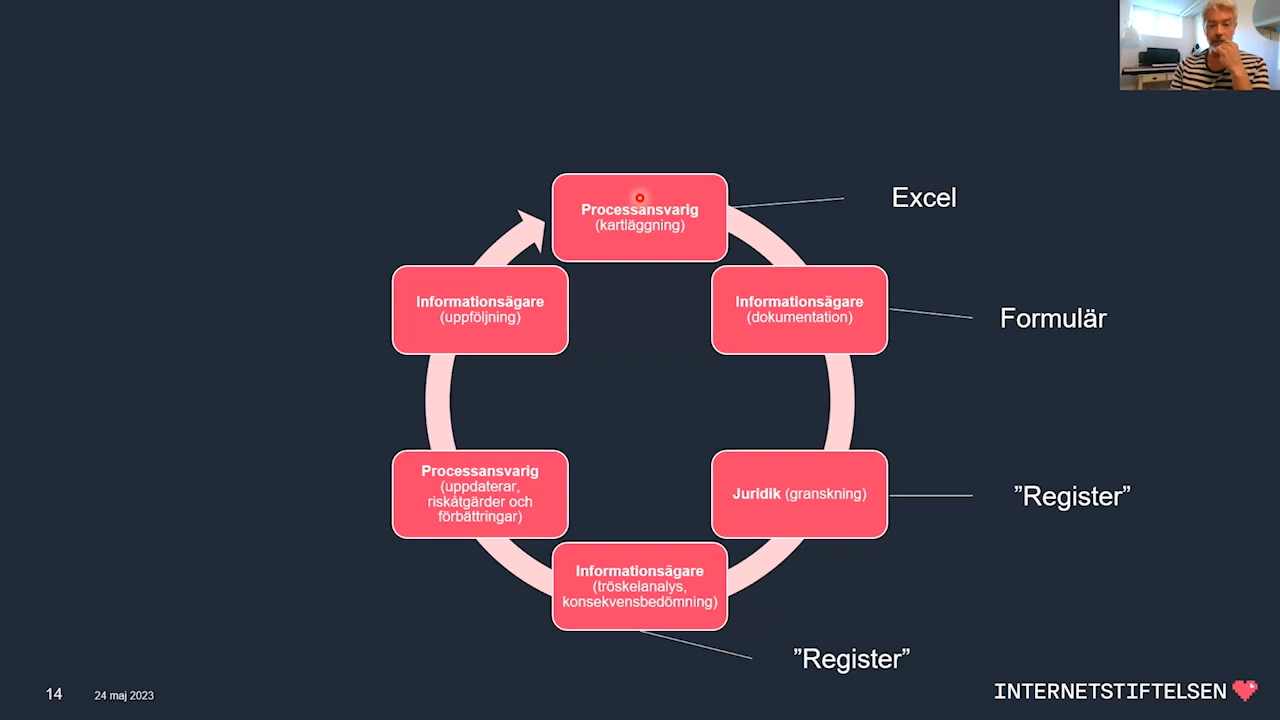 Processansvarig
(kartläggning)
Excel
Informationsägare
(uppföljning)
Informationsägare
(dokumentation)
Formulär
Processansvarig
(uppdaterar,
riskåtgärder och
förbättringar)
Juridik (granskning)
”Register”
Informationsägare
(tröskelanalys,
konsekvensbedömning)
”Register”
14
24 maj 2023
INTERNETSTIFTELSEN